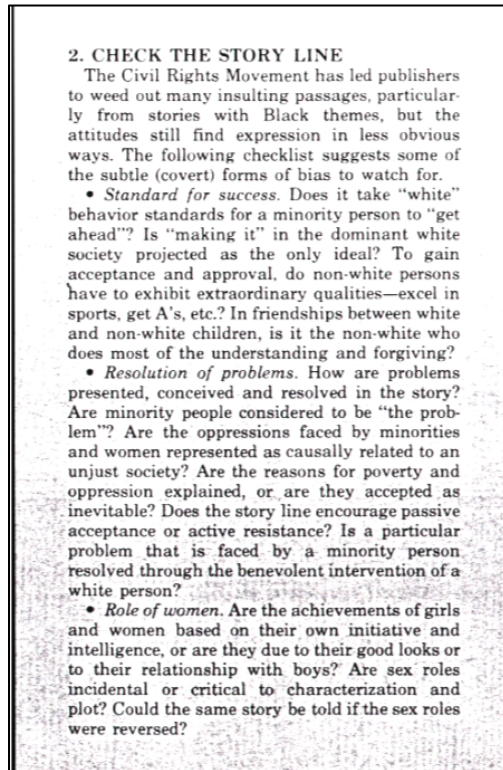 2. CHECK THE STORY LINE
The Civil Rights Movement has led publishers
to weed out many insulting passages, particular-
ly from stories with Black themes, but the
attitudes still find expression in less obvious
ways. The following checklist suggests some of
the subtle (covert) forms of bias to watch for.
• Standard for success. Does it take “white”
behavior standards for a minority person to “get
ahead”? Is “making it” in the dominant white
society projected as the only ideal? To gain
acceptance and approval, do non-white persons
have to exhibit extraordinary qualities—excel in
sports, get A's, etc.? In friendships between white
and non-white children, is it the non-white who
does most of the understanding and forgiving?
• Resolution of problems. How are problems
presented, conceived and resolved in the story?
Are minority people considered to be “the prob-
lem”? Are the oppressions faced by minorities
and women represented as causally related to an
unjust society? Are the reasons for poverty and
oppression explained, or are they accepted as
inevitable? Does the story line encourage passive
acceptance or active resistance? Is a particular
problem that is faced by a minority person
resolved through the benevolent intervention of a
white person?
• Role of women. Are the achievements of girls
and women based on their own initiative and
intelligence, or are they due to their good looks or
to their relationship with boys? Are sex roles
incidental or critical to characterization and
plot? Could the same story be told if the sex roles
were reversed?